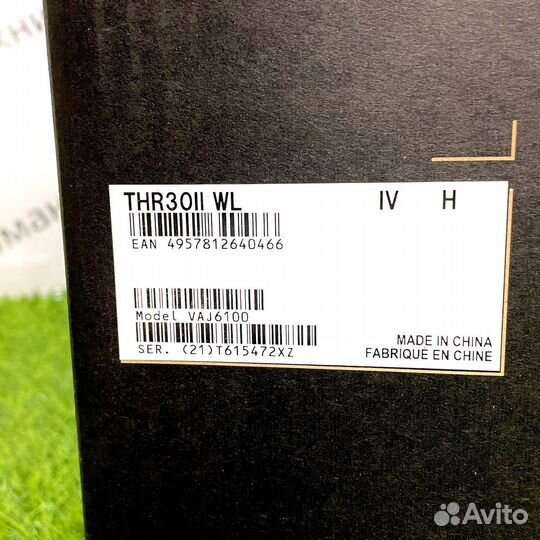 THR30II WL IV H
EAN 4957812640466
Model VAJ6100
SER. (21)T615472XZ
MADE IN CHINA
FABRIQUE EN CHINE
Avito